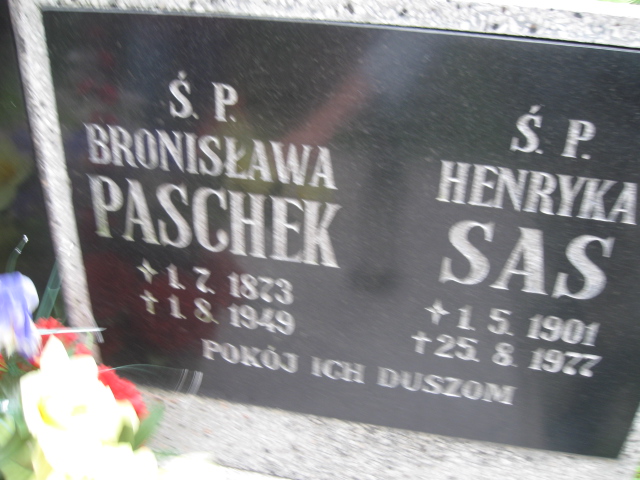 Ś. P.
BRONISŁAWA
PASCHEK
+ 1. 7. 1873
+ 1. 8. 1949
Ś. P.
HENRYKA
SAS
+ 1. 5. 1901
+ 25. 8. 1977
POKÓJ ICH DUSZOM